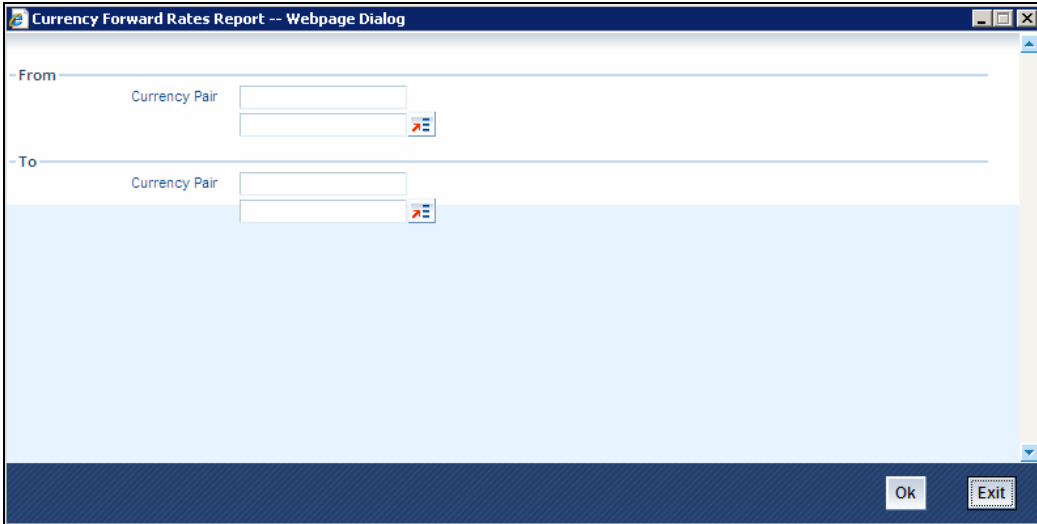 Currency Forward Rates Report -- Webpage Dialog
From
Currency Pair
To
Currency Pair
Ok
Exit